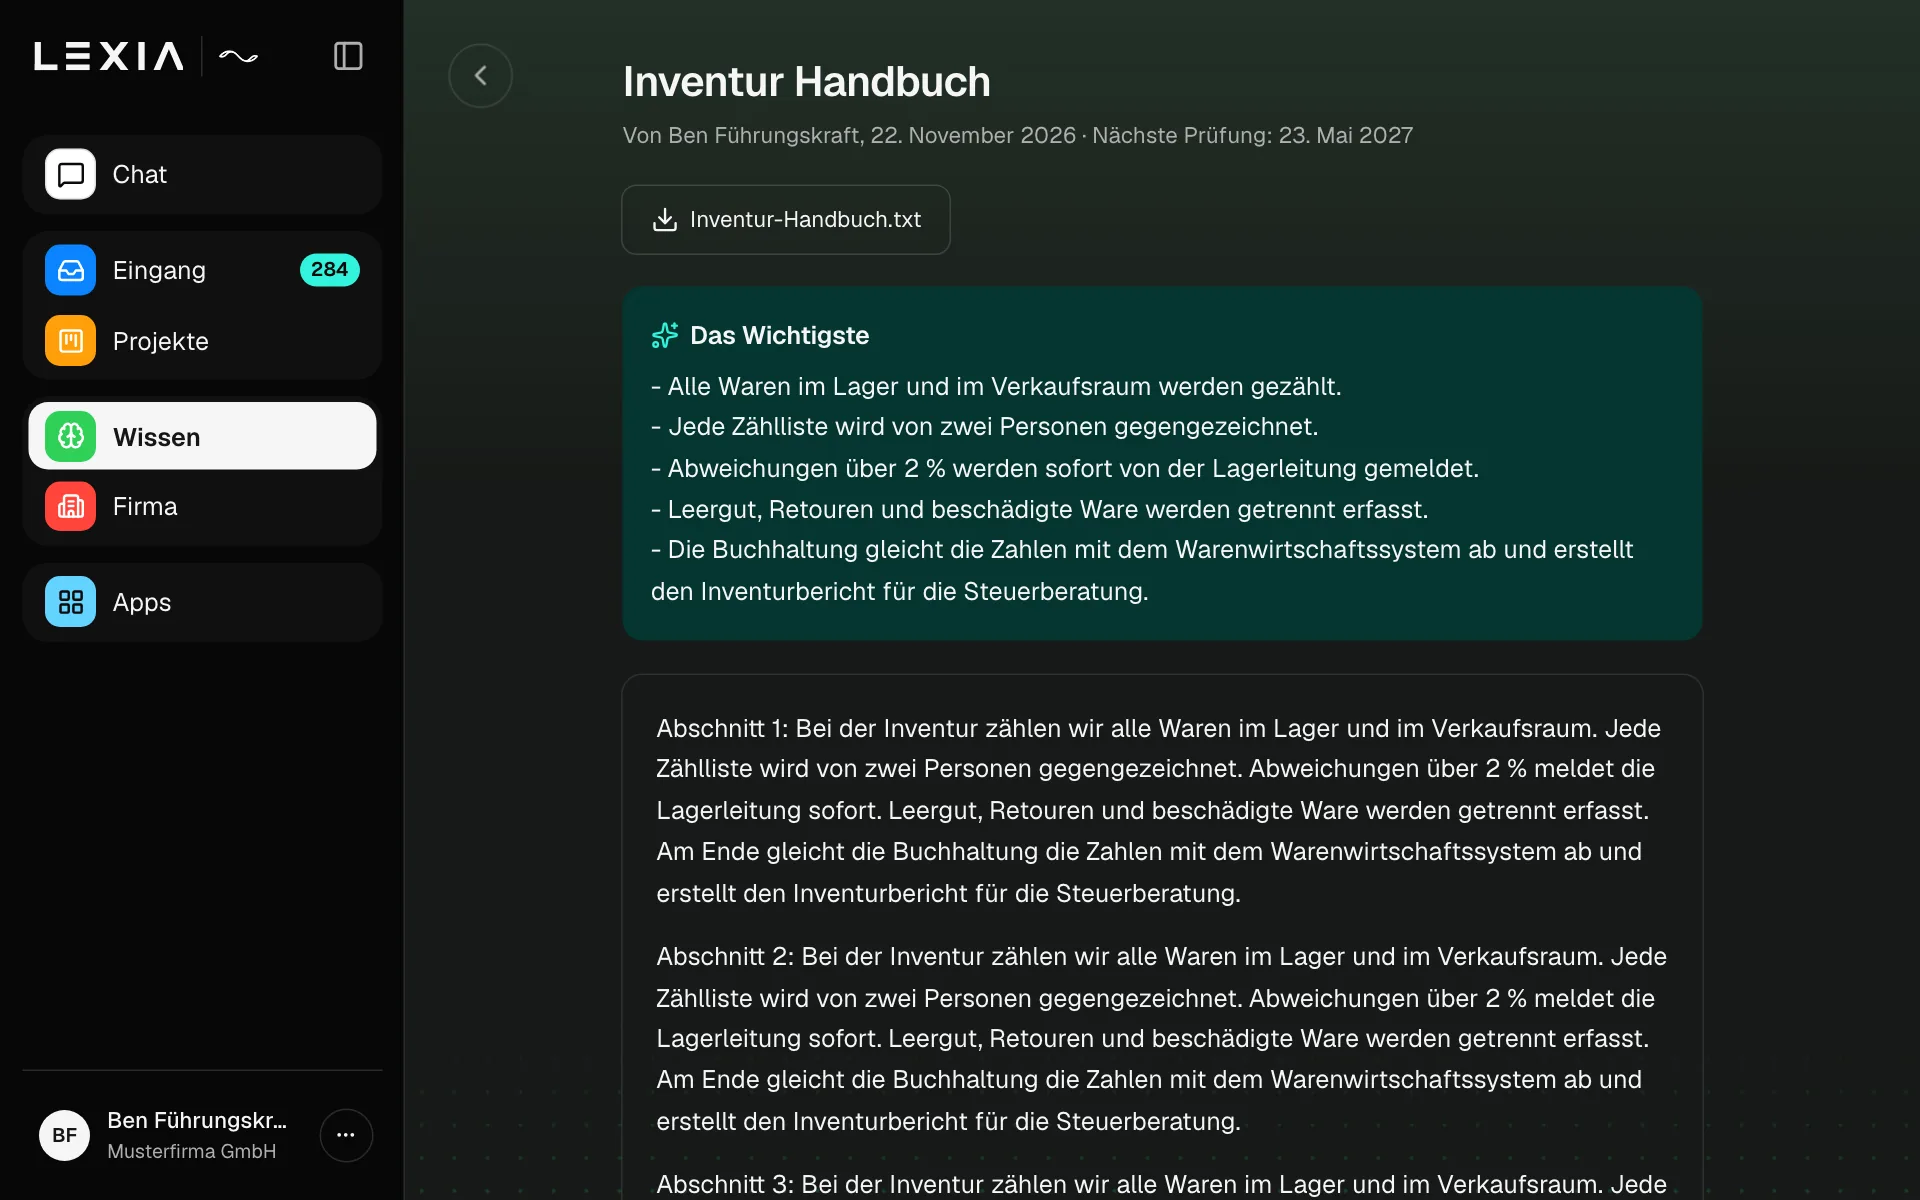 LEXIA
Chat
Eingang 284
Projekte
Wissen
Firma
Apps
BF
Ben Führungskr...
Musterfirma GmbH
Inventur Handbuch
Von Ben Führungskraft, 22. November 2026 · Nächste Prüfung: 23. Mai 2027
Inventur-Handbuch.txt
Das Wichtigste
- Alle Waren im Lager und im Verkaufsraum werden gezählt.
- Jede Zählliste wird von zwei Personen gegengezeichnet.
- Abweichungen über 2 % werden sofort von der Lagerleitung gemeldet.
- Leergut, Retouren und beschädigte Ware werden getrennt erfasst.
- Die Buchhaltung gleicht die Zahlen mit dem Warenwirtschaftssystem ab und erstellt
den Inventurbericht für die Steuerberatung.
Abschnitt 1: Bei der Inventur zählen wir alle Waren im Lager und im Verkaufsraum. Jede
Zählliste wird von zwei Personen gegengezeichnet. Abweichungen über 2 % meldet die
Lagerleitung sofort. Leergut, Retouren und beschädigte Ware werden getrennt erfasst.
Am Ende gleicht die Buchhaltung die Zahlen mit dem Warenwirtschaftssystem ab und
erstellt den Inventurbericht für die Steuerberatung.
Abschnitt 2: Bei der Inventur zählen wir alle Waren im Lager und im Verkaufsraum. Jede
Zählliste wird von zwei Personen gegengezeichnet. Abweichungen über 2 % meldet die
Lagerleitung sofort. Leergut, Retouren und beschädigte Ware werden getrennt erfasst.
Am Ende gleicht die Buchhaltung die Zahlen mit dem Warenwirtschaftssystem ab und
erstellt den Inventurbericht für die Steuerberatung.
Abschnitt 3: Bei der Inventur zählen wir alle Waren im Lager und im Verkaufsraum. Jede